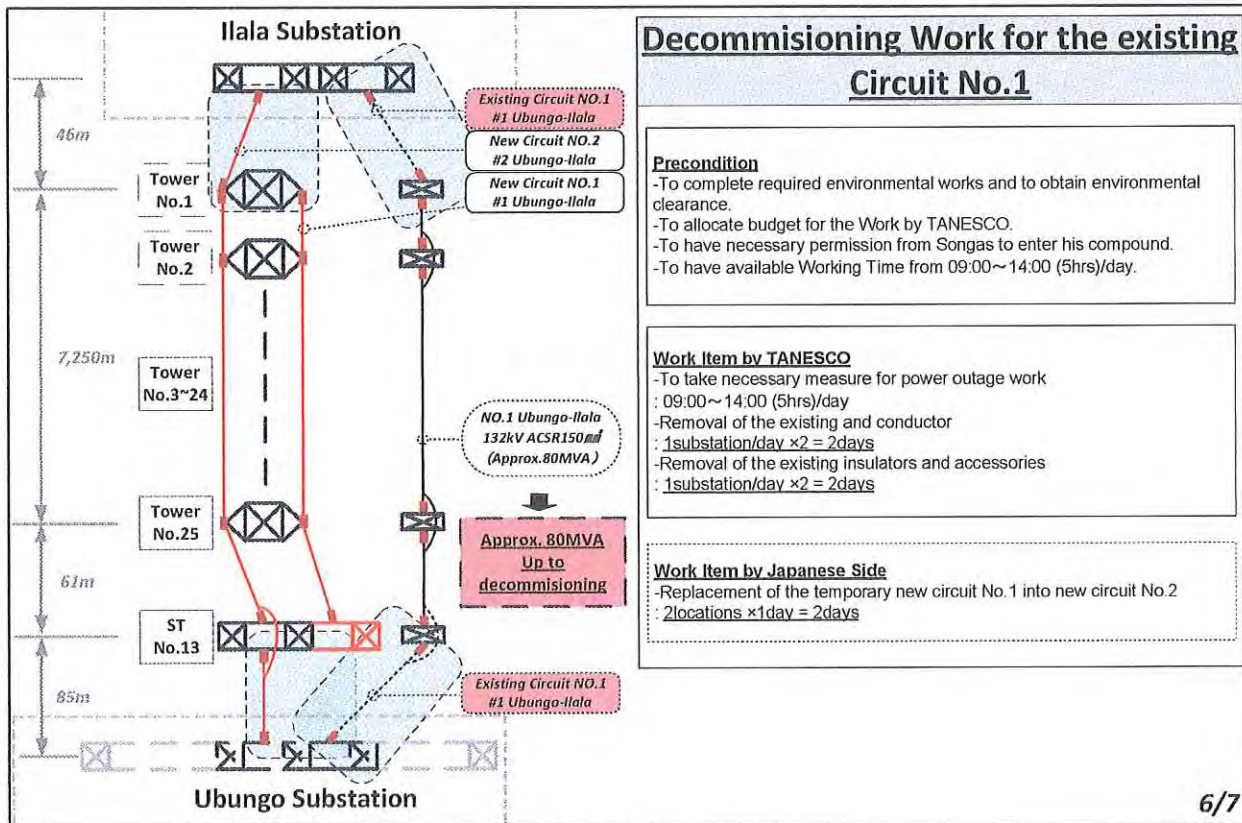 Ilala Substation
46m
Existing Circuit NO.1
#1 Ubungo-Ilala
New Circuit NO.2
#2 Ubungo-Ilala
New Circuit NO.1
#1 Ubungo-Ilala
Tower
No.1
Tower
No.2
7,250m
Tower
No.3~24
NO.1 Ubungo-Ilala
132kV ACSR150㎟
(Approx.80MVA)
Tower
No.25
Approx. 80MVA
Up to
decommisioning
61m
ST
No.13
85m
Existing Circuit NO.1
#1 Ubungo-Ilala
Ubungo Substation
Decommisioning Work for the existing
Circuit No.1
Precondition
-To complete required environmental works and to obtain environmental
clearance.
-To allocate budget for the Work by TANESCO.
-To have necessary permission from Songas to enter his compound.
-To have available Working Time from 09:00～14:00 (5hrs)/day.
Work Item by TANESCO
-To take necessary measure for power outage work
: 09:00～14:00 (5hrs)/day
-Removal of the existing and conductor
: 1substation/day ×2 = 2days
-Removal of the existing insulators and accessories
: 1substation/day ×2 = 2days
Work Item by Japanese Side
-Replacement of the temporary new circuit No.1 into new circuit No.2
: 2locations ×1day = 2days
6/7